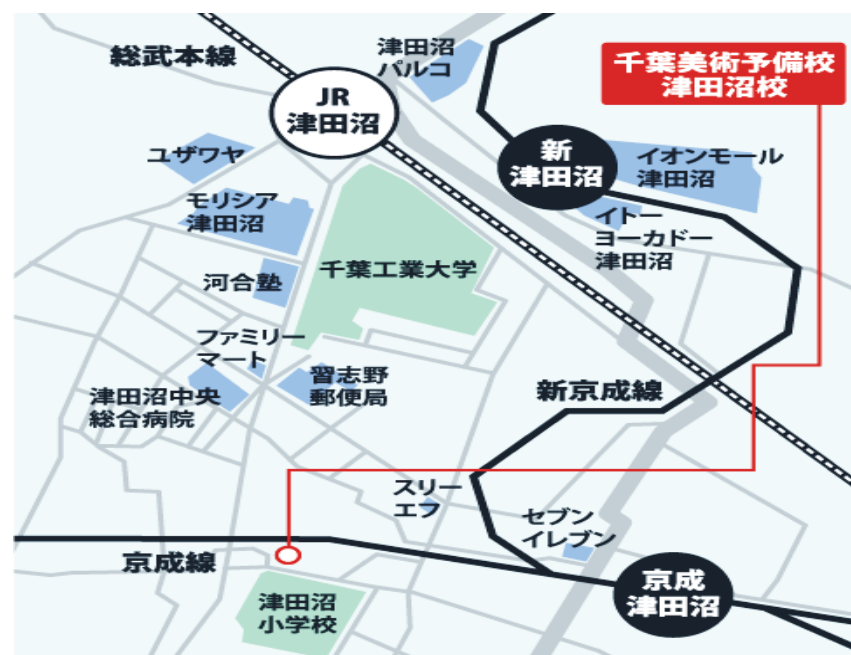 総武本線
津田沼
パルコ
千葉美術予備校
津田沼校
JR
津田沼
新
津田沼
イオンモール
津田沼
ユザワヤ
モリシア
津田沼
イトー
ヨーカドー
津田沼
千葉工業大学
河合塾
ファミリー
マート
習志野
郵便局
津田沼中央
総合病院
新京成線
スリー
エフ
セブン
イレブン
京成線
京成
津田沼
津田沼
小学校